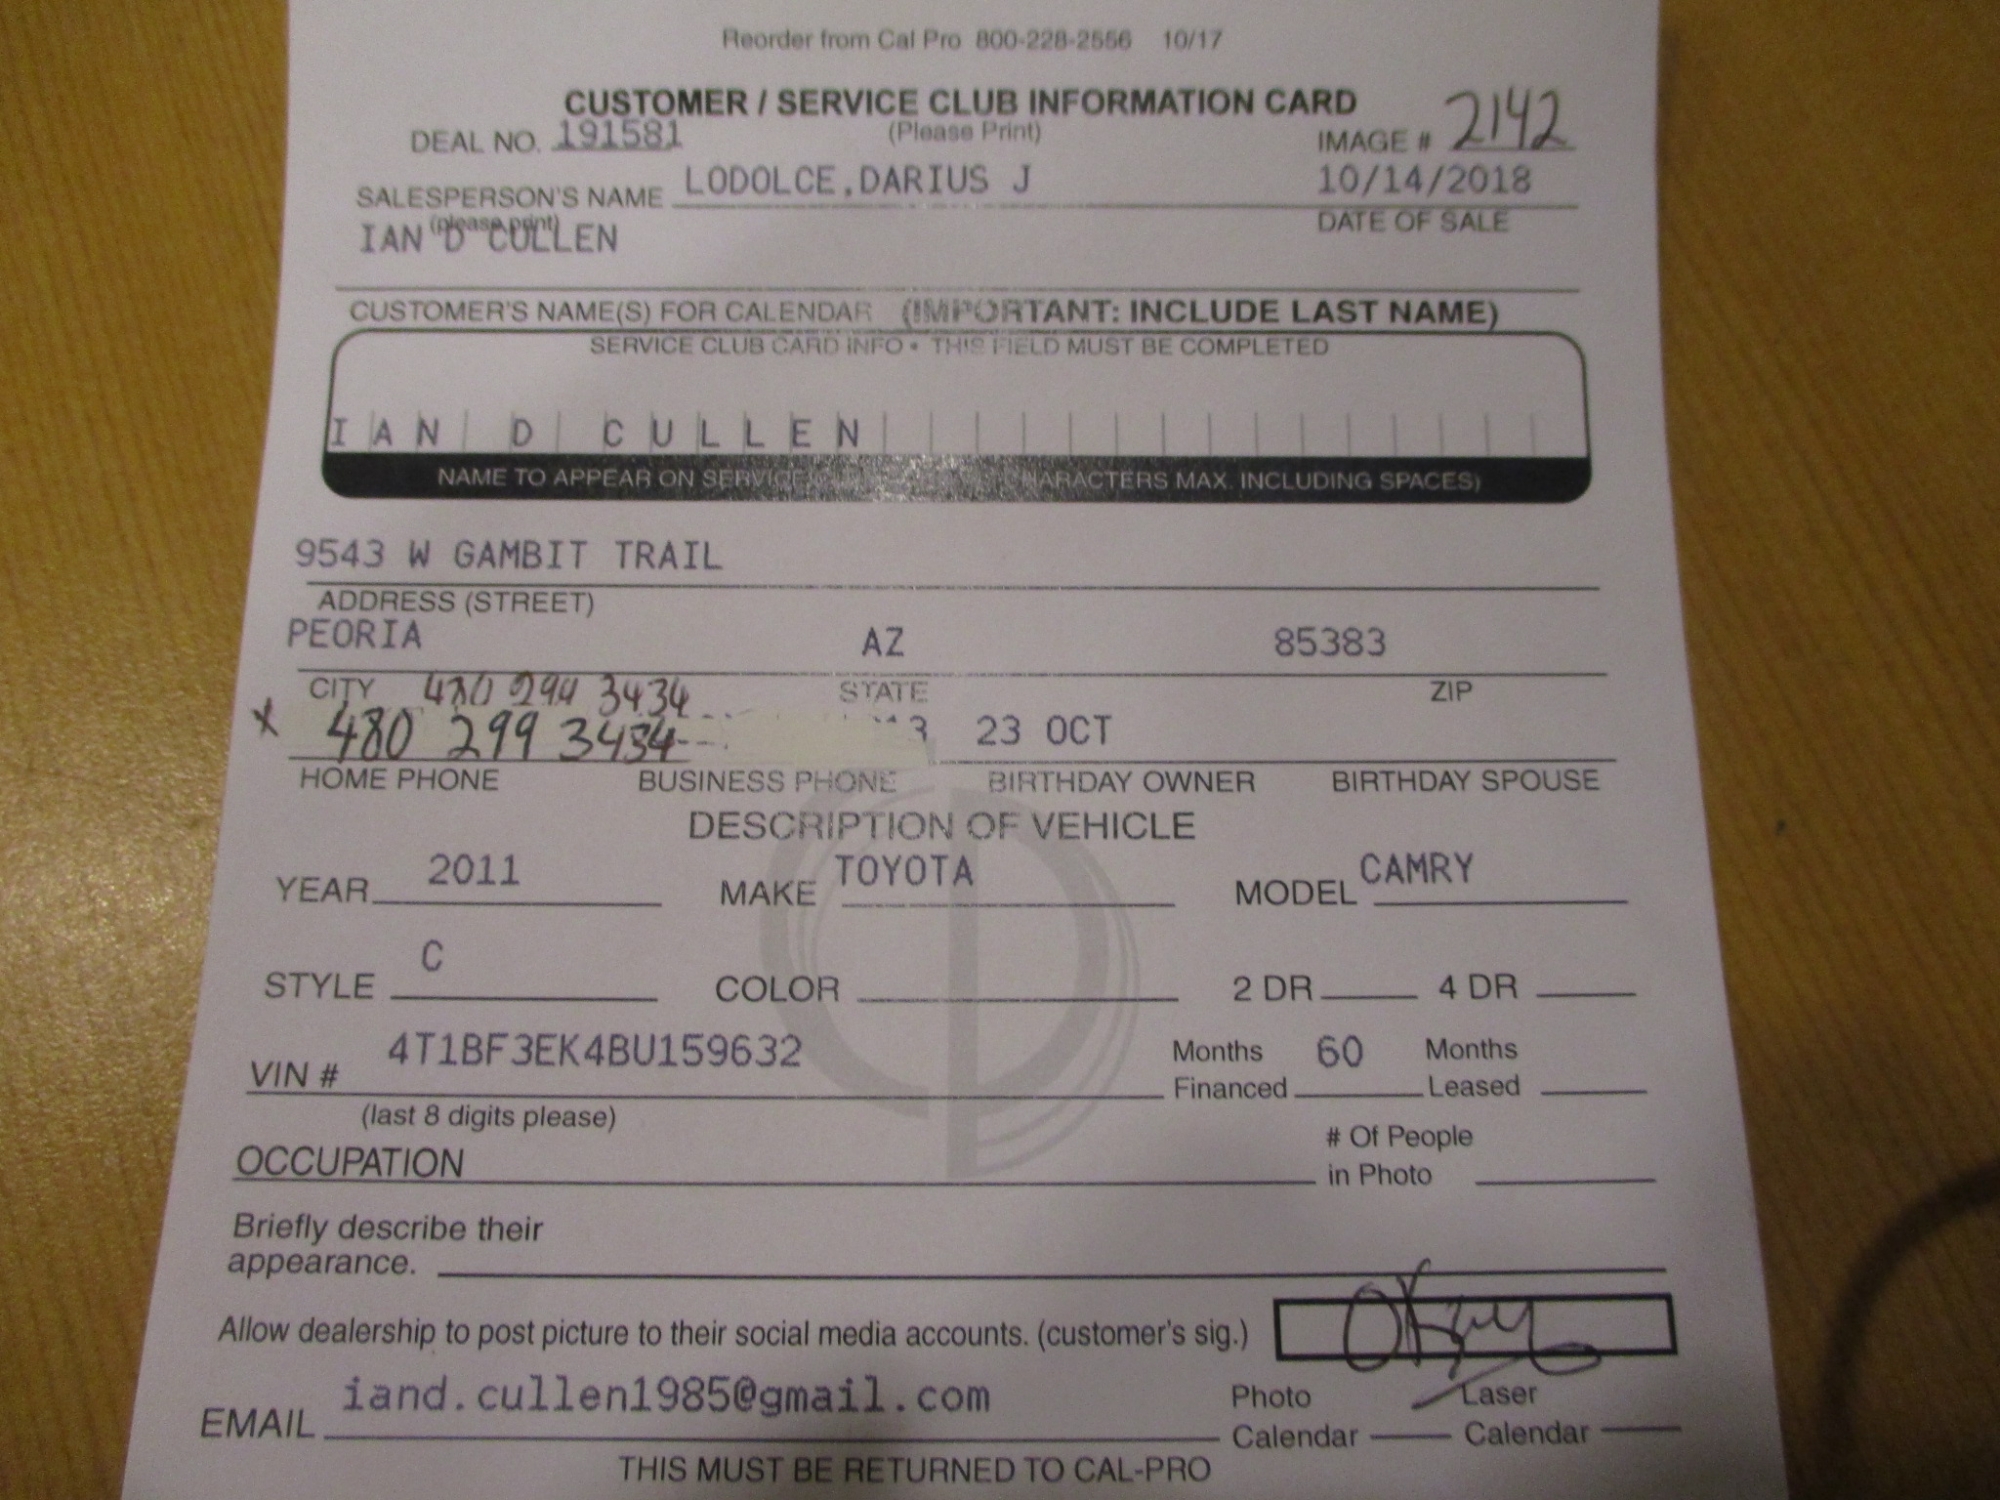 Reorder from Cal Pro 800-228-2556 10/17
CUSTOMER / SERVICE CLUB INFORMATION CARD
DEAL NO. 191581 (Please Print) IMAGE # 2142
SALESPERSON'S NAME LODOLCE,DARIUS J 10/14/2018
(please print) DATE OF SALE
IAN D CULLEN
CUSTOMER'S NAME(S) FOR CALENDAR (IMPORTANT: INCLUDE LAST NAME)
SERVICE CLUB CARD INFO • THIS FIELD MUST BE COMPLETED
IAN D CULLEN
NAME TO APPEAR ON SERVICE CHARACTERS MAX. INCLUDING SPACES)
9543 W GAMBIT TRAIL
ADDRESS (STREET)
PEORIA AZ 85383
CITY 480 294 3434 STATE ZIP
x 480 299 3434 3 23 OCT
HOME PHONE BUSINESS PHONE BIRTHDAY OWNER BIRTHDAY SPOUSE
DESCRIPTION OF VEHICLE
YEAR 2011 MAKE TOYOTA MODEL CAMRY
STYLE C COLOR 2 DR 4 DR
VIN # 4T1BF3EK4BU159632 Months Financed 60 Months Leased
(last 8 digits please)
OCCUPATION # Of People in Photo
Briefly describe their
appearance.
Allow dealership to post picture to their social media accounts. (customer's sig.)
EMAIL iand.cullen1985@gmail.com Photo Calendar Laser Calendar
THIS MUST BE RETURNED TO CAL-PRO